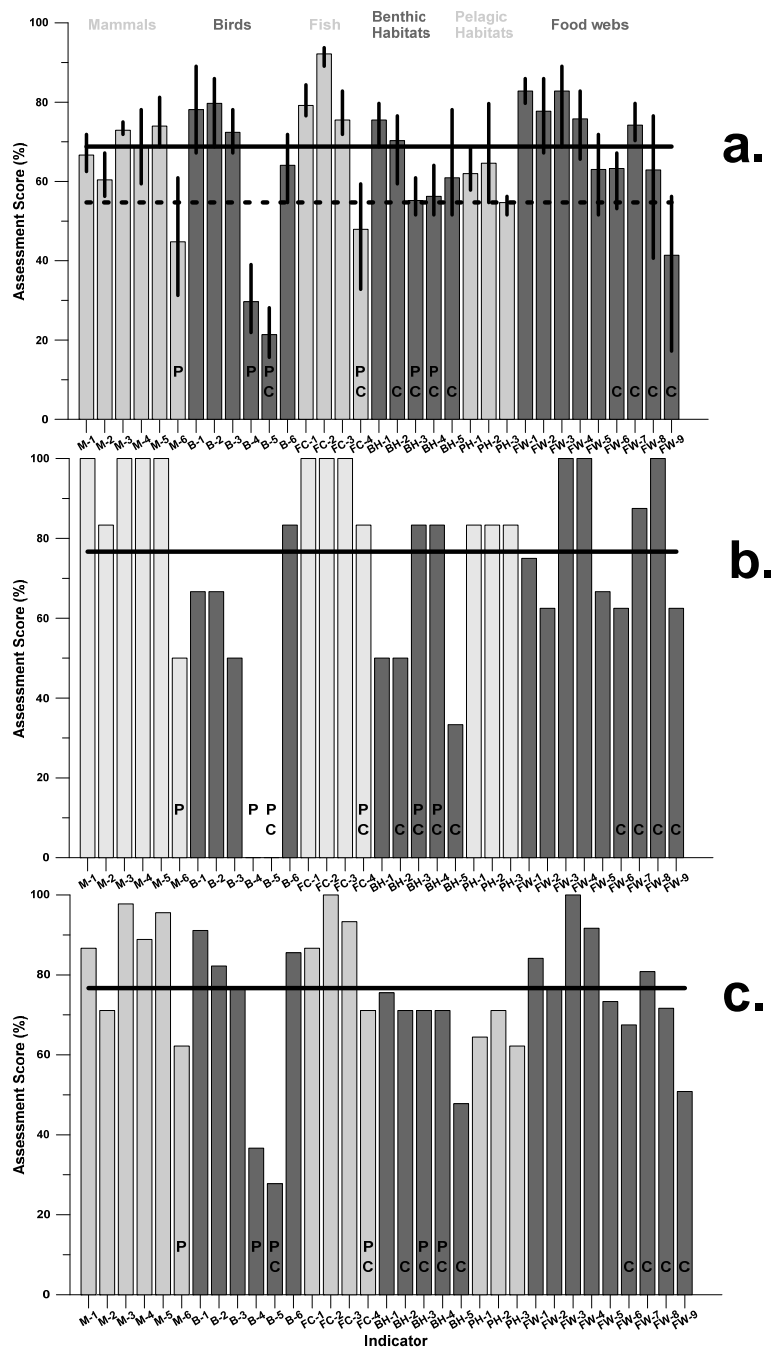 Mammals Birds Fish Benthic Habitats Pelagic Habitats Food webs
100
80
60
40
20
0
Assessment Score (%)
a.
P P P C P C C P C P C C C C C C
M-1 M-2 M-3 M-4 M-5 M-6 B-1 B-2 B-3 B-4 B-5 B-6 FC-1 FC-2 FC-3 FC-4 BH-1 BH-2 BH-3 BH-4 BH-5 PH-1 PH-2 PH-3 FW-1 FW-2 FW-3 FW-4 FW-5 FW-6 FW-7 FW-8 FW-9
100
80
60
40
20
0
Assessment Score (%)
b.
P P P C P C C P C P C C C C C C
M-1 M-2 M-3 M-4 M-5 M-6 B-1 B-2 B-3 B-4 B-5 B-6 FC-1 FC-2 FC-3 FC-4 BH-1 BH-2 BH-3 BH-4 BH-5 PH-1 PH-2 PH-3 FW-1 FW-2 FW-3 FW-4 FW-5 FW-6 FW-7 FW-8 FW-9
100
80
60
40
20
0
Assessment Score (%)
c.
P P P C P C C P C P C C C C C C
M-1 M-2 M-3 M-4 M-5 M-6 B-1 B-2 B-3 B-4 B-5 B-6 FC-1 FC-2 FC-3 FC-4 BH-1 BH-2 BH-3 BH-4 BH-5 PH-1 PH-2 PH-3 FW-1 FW-2 FW-3 FW-4 FW-5 FW-6 FW-7 FW-8 FW-9
Indicator